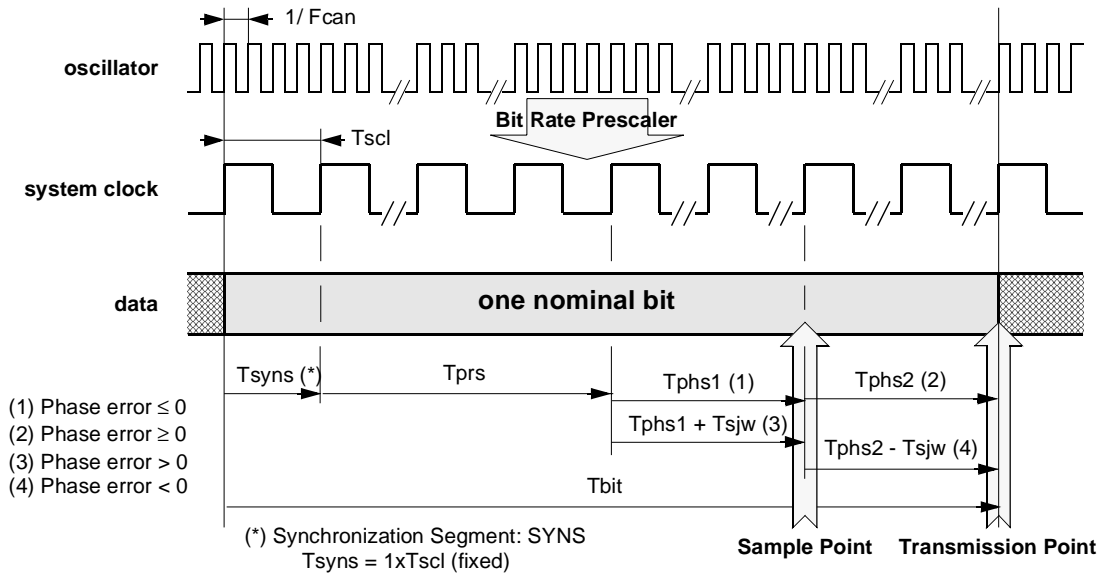 1/ Fcan
oscillator
Bit Rate Prescaler
Tscl
system clock
data
one nominal bit
Tsyns (*)
Tprs
Tphs1 (1)
Tphs2 (2)
(1) Phase error ≤ 0
(2) Phase error ≥ 0
(3) Phase error > 0
(4) Phase error < 0
Tphs1 + Tsjw (3)
Tphs2 - Tsjw (4)
Tbit
(*) Synchronization Segment: SYNS
Tsyns = 1xTscl (fixed)
Sample Point
Transmission Point